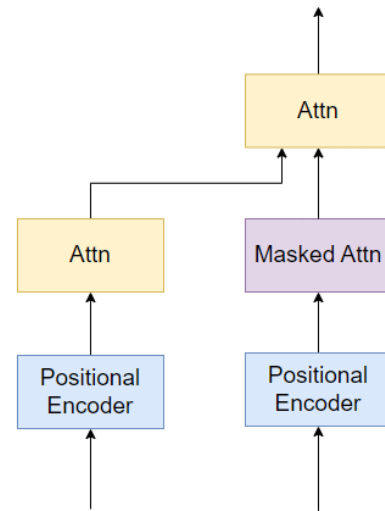 Attn
Attn
Masked Attn
Positional
Encoder
Positional
Encoder